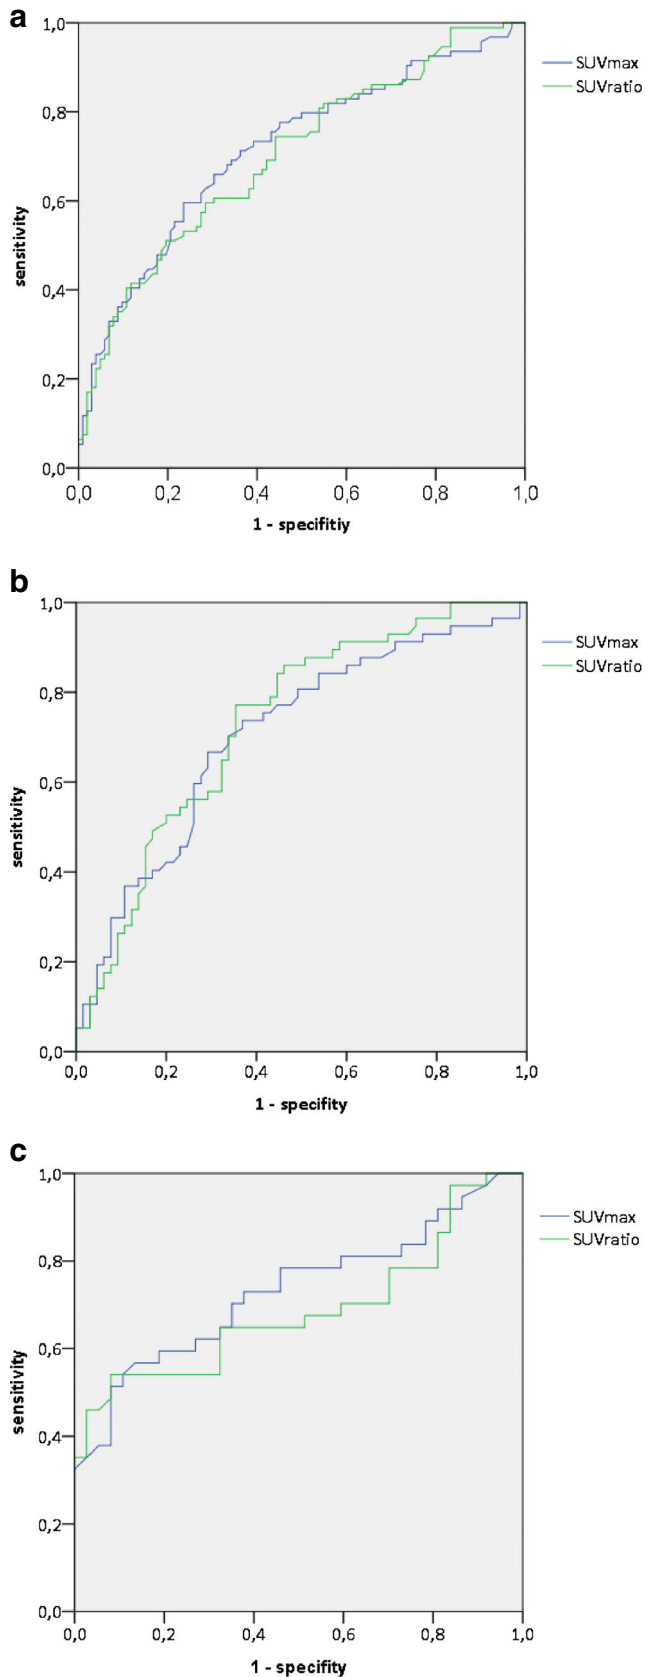 a
1,0
0,8
0,6
0,4
0,2
0,0
sensitivity
0,0 0,2 0,4 0,6 0,8 1,0
1 - specifitiy
SUVmax
SUVratio
b
1,0
0,8
0,6
0,4
0,2
0,0
sensitivity
0,0 0,2 0,4 0,6 0,8 1,0
1 - specifity
SUVmax
SUVratio
c
1,0
0,8
0,6
0,4
0,2
0,0
sensitivity
0,0 0,2 0,4 0,6 0,8 1,0
1 - specifity
SUVmax
SUVratio